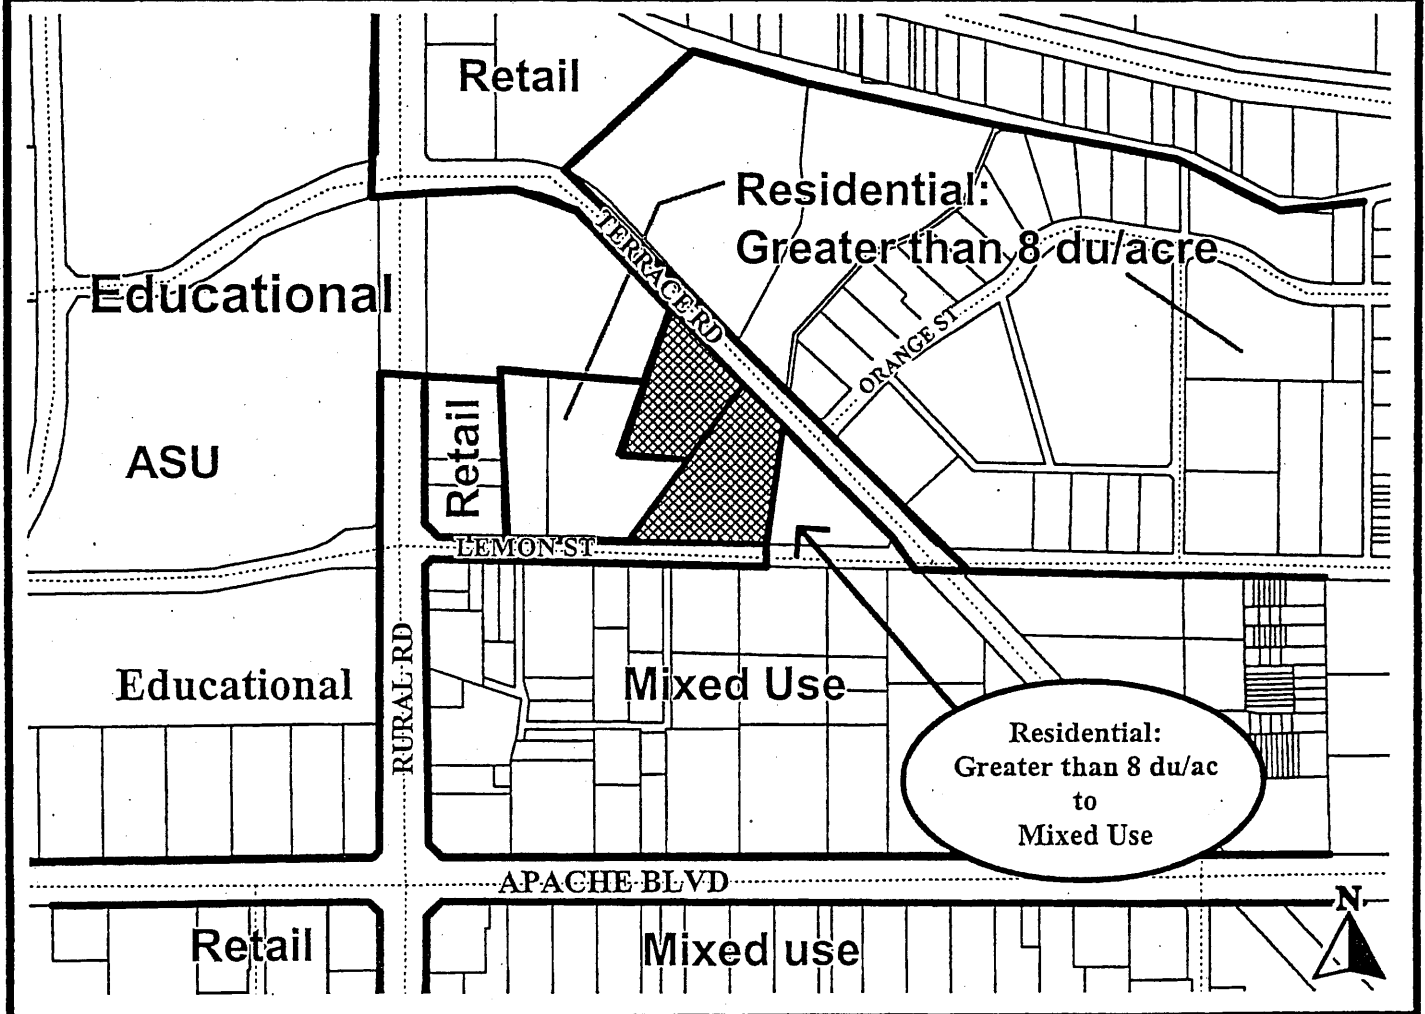 Retail
Residential:
Greater than 8 du/acre
TERRACE RD
Educational
ORANGE ST
Retail
ASU
LEMON ST
RURAL RD
Educational
Mixed Use
Residential:
Greater than 8 du/ac
to
Mixed Use
APACHE BLVD
N
Retail
Mixed use